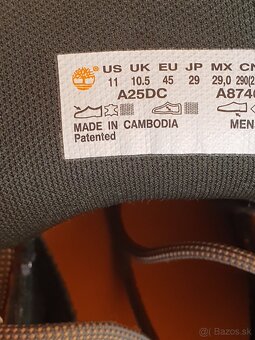 US UK EU JP MX CN
11 10.5 45 29 29,0 290(2
A25DC A874
MADE IN CAMBODIA MEN
Patented
Bazos.sk